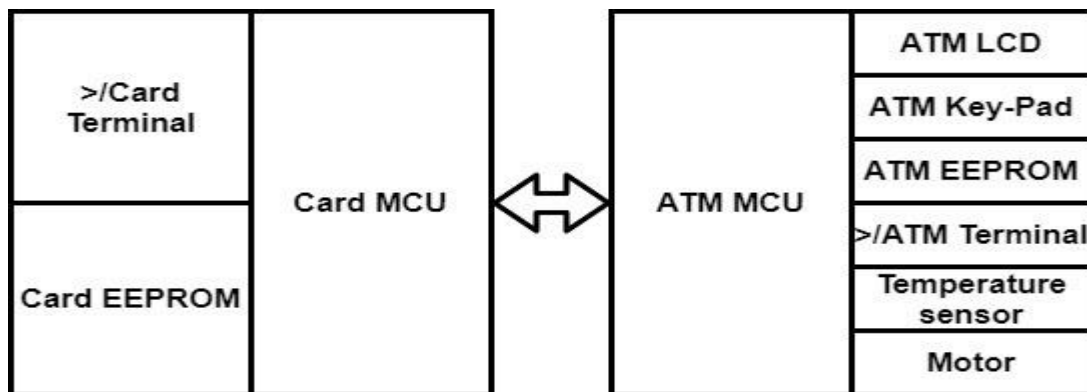 >/Card
Terminal
Card EEPROM
Card MCU
ATM MCU
ATM LCD
ATM Key-Pad
ATM EEPROM
>/ATM Terminal
Temperature
sensor
Motor